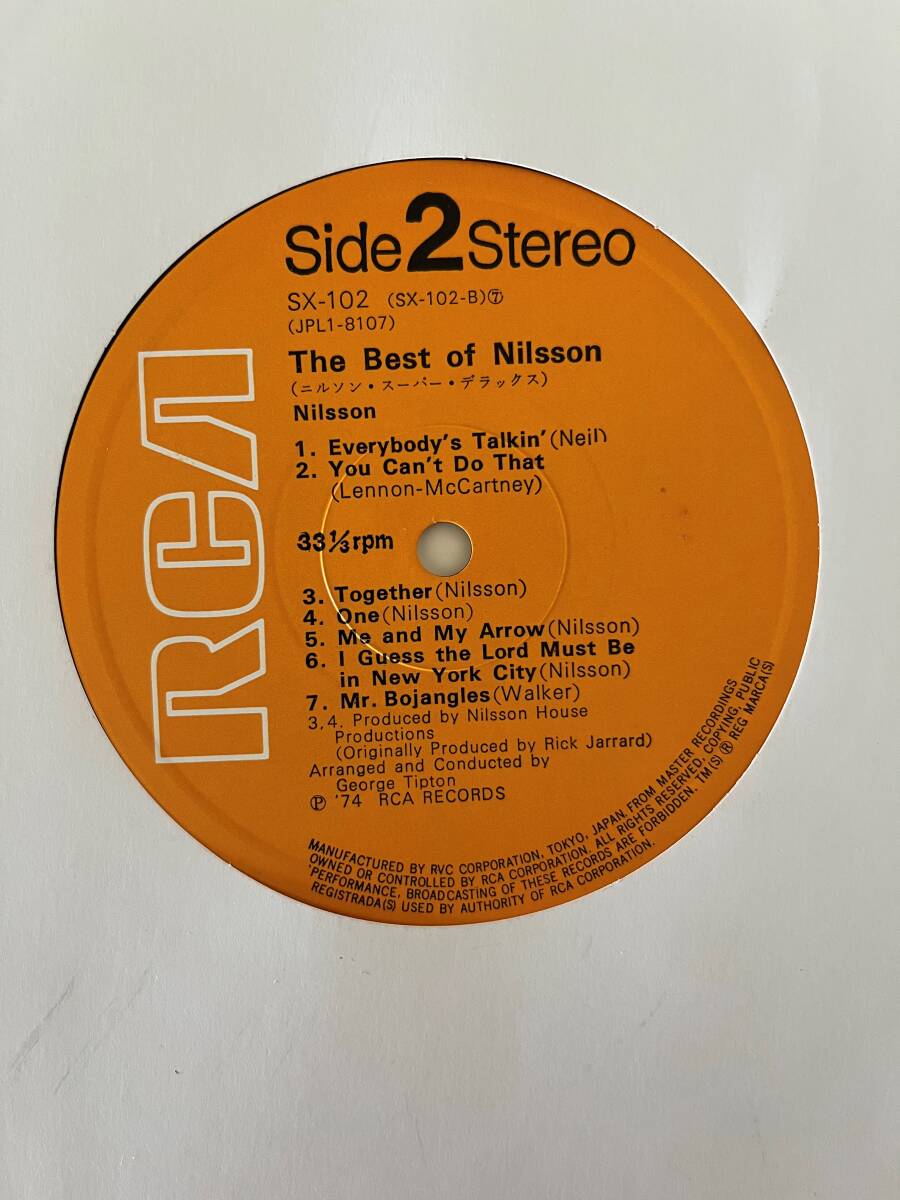 RCA
Side 2 Stereo
SX-102 (SX-102-B)⑦
(JPL1-8107)
The Best of Nilsson
(ニルソン・スーパー・デラックス)
Nilsson
1. Everybody's Talkin' (Neil)
2. You Can't Do That
(Lennon-McCartney)
33 1/3 rpm
3. Together (Nilsson)
4. One (Nilsson)
5. Me and My Arrow (Nilsson)
6. I Guess the Lord Must Be
in New York City (Nilsson)
7. Mr. Bojangles (Walker)
3,4. Produced by Nilsson House
Productions
(Originally Produced by Rick Jarrard)
Arranged and Conducted by
George Tipton
Ⓟ '74 RCA RECORDS
MANUFACTURED BY RVC CORPORATION, TOKYO, JAPAN, FROM MASTER RECORDINGS
OWNED OR CONTROLLED BY RCA CORPORATION. ALL RIGHTS RESERVED, COPYING, PUBLIC
'PERFORMANCE, BROADCASTING OF THESE RECORDS ARE FORBIDDEN. TM(S) ® REG MARCA(S)
REGISTRADA(S) USED BY AUTHORITY OF RCA CORPORATION.